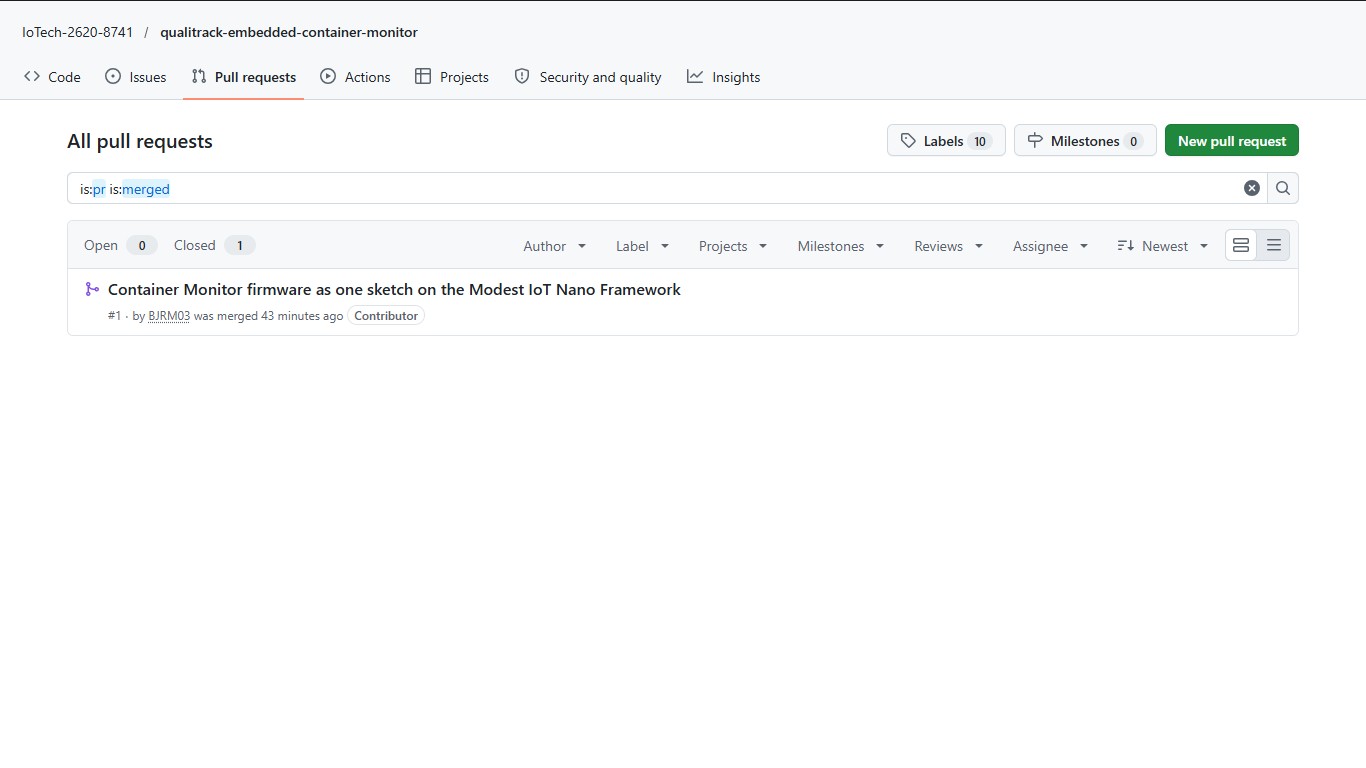 IoTech-2620-8741 / qualitrack-embedded-container-monitor
Code Issues Pull requests Actions Projects Security and quality Insights
All pull requests Labels 10 Milestones 0 New pull request
is:pr is:merged
Open 0 Closed 1 Author Label Projects Milestones Reviews Assignee Newest
Container Monitor firmware as one sketch on the Modest IoT Nano Framework
#1 · by BJRM03 was merged 43 minutes ago Contributor